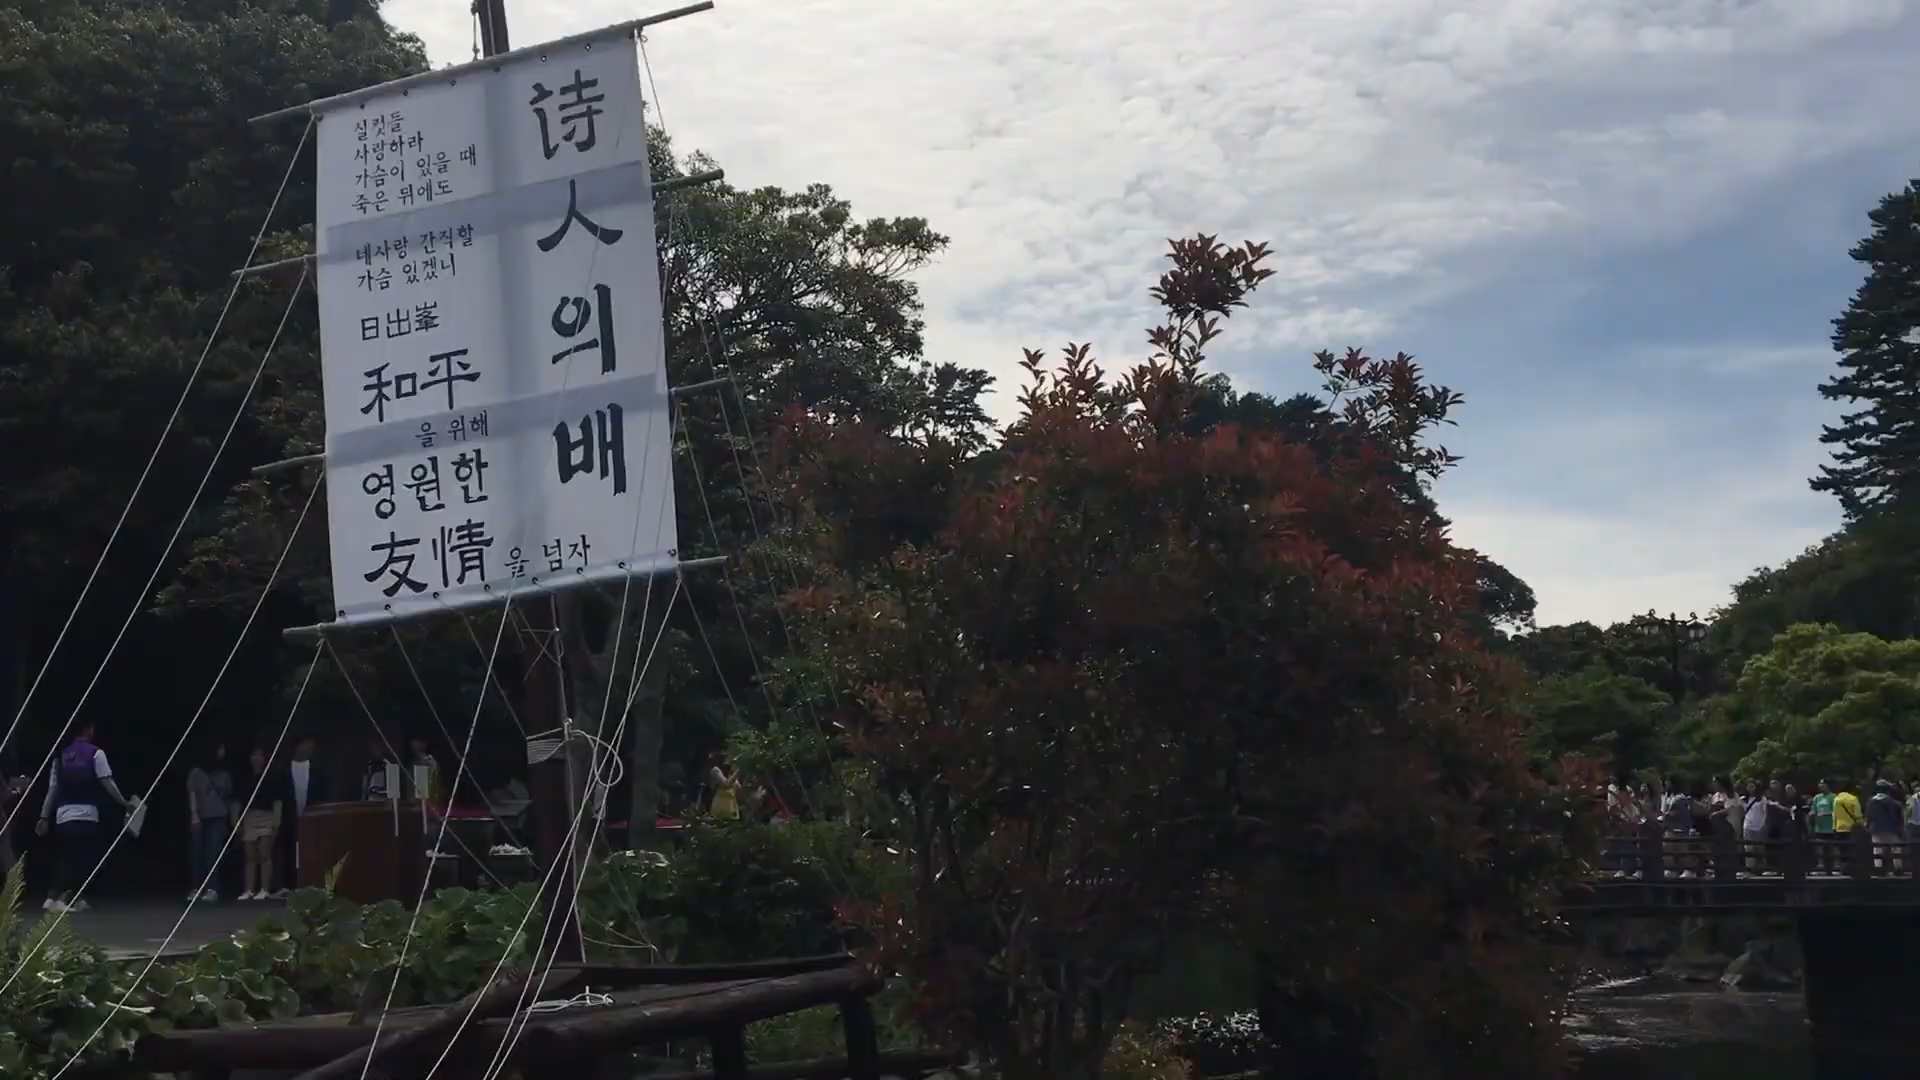 诗人의배
실컷들
사랑하라
가슴이 있을 때
죽은 뒤에도
네사랑 간직할
가슴 있겠니
日出峯
和平
을 위해
영원한
友情을 넘자